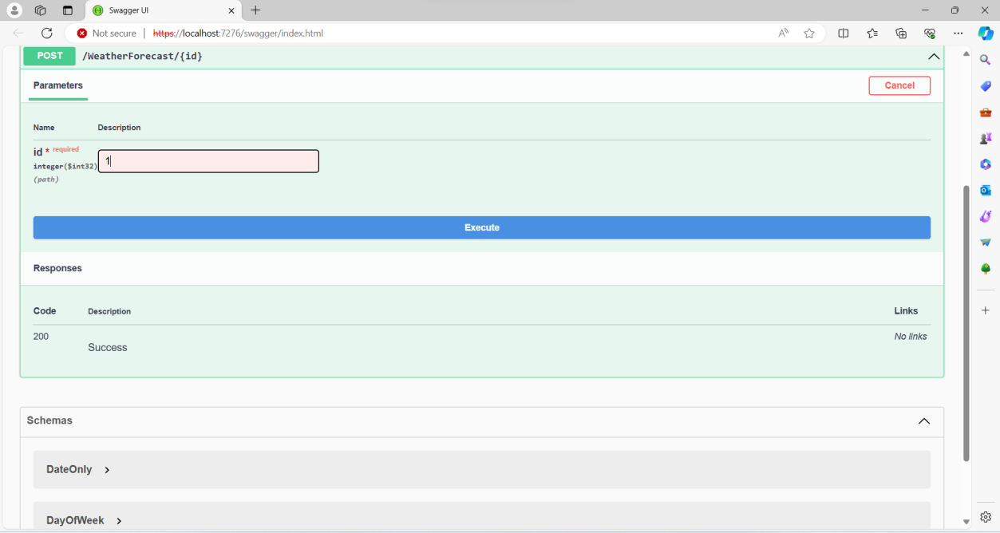 Swagger UI
Not secure | https://localhost:7276/swagger/index.html
POST /WeatherForecast/{id}
Parameters
Cancel
Name Description
id * required
integer($int32)
(path)
1
Execute
Responses
Code Description Links
200 Success No links
Schemas
DateOnly
DayOfWeek